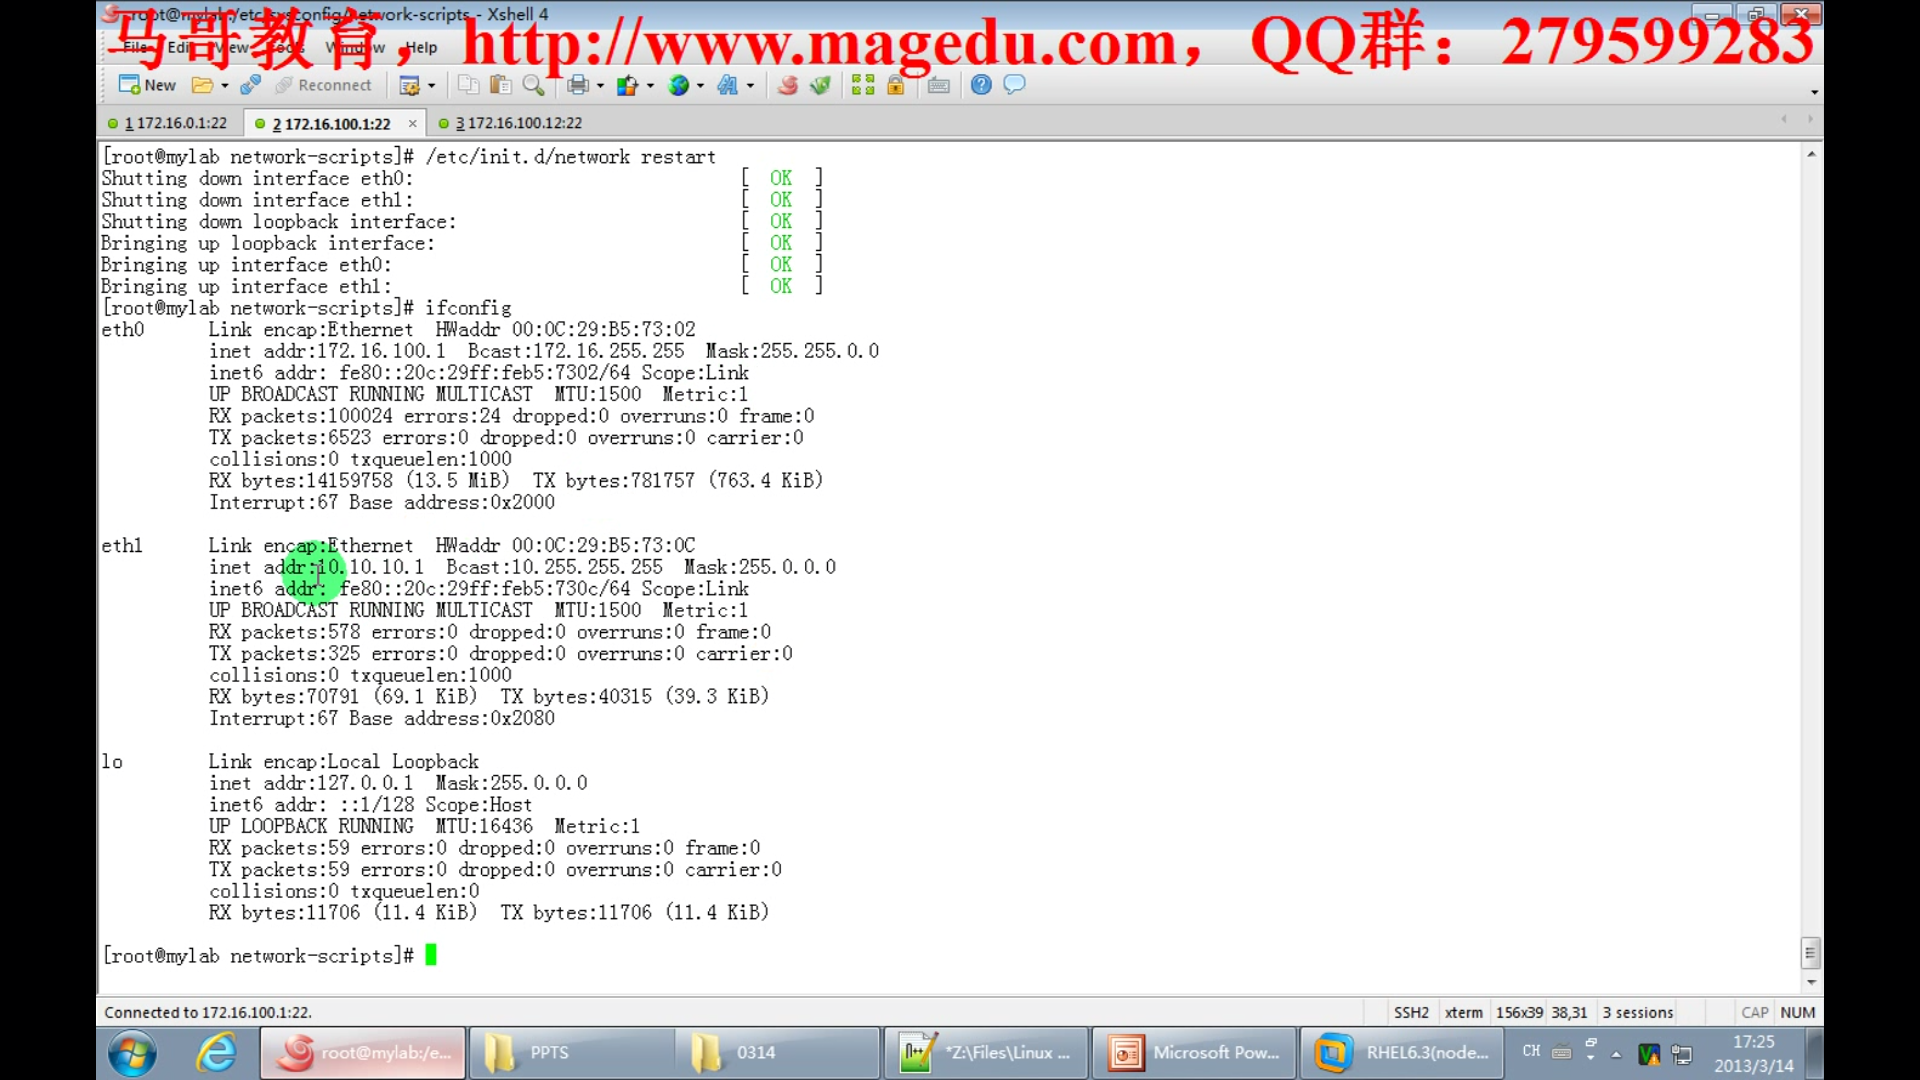 root@mylab:/etc/sysconfig/network-scripts - Xshell 4
马哥教育，http://www.magedu.com，QQ群：279599283
File Edit View Tools Window Help
New Reconnect
1 172.16.0.1:22 2 172.16.100.1:22 × 3 172.16.100.12:22
[root@mylab network-scripts]# /etc/init.d/network restart
Shutting down interface eth0: [ OK ]
Shutting down interface eth1: [ OK ]
Shutting down loopback interface: [ OK ]
Bringing up loopback interface: [ OK ]
Bringing up interface eth0: [ OK ]
Bringing up interface eth1: [ OK ]
[root@mylab network-scripts]# ifconfig
eth0 Link encap:Ethernet HWaddr 00:0C:29:B5:73:02
inet addr:172.16.100.1 Bcast:172.16.255.255 Mask:255.255.0.0
inet6 addr: fe80::20c:29ff:feb5:7302/64 Scope:Link
UP BROADCAST RUNNING MULTICAST MTU:1500 Metric:1
RX packets:100024 errors:24 dropped:0 overruns:0 frame:0
TX packets:6523 errors:0 dropped:0 overruns:0 carrier:0
collisions:0 txqueuelen:1000
RX bytes:14159758 (13.5 MiB) TX bytes:781757 (763.4 KiB)
Interrupt:67 Base address:0x2000
eth1 Link encap:Ethernet HWaddr 00:0C:29:B5:73:0C
inet addr:10.10.10.1 Bcast:10.255.255.255 Mask:255.0.0.0
inet6 addr: fe80::20c:29ff:feb5:730c/64 Scope:Link
UP BROADCAST RUNNING MULTICAST MTU:1500 Metric:1
RX packets:578 errors:0 dropped:0 overruns:0 frame:0
TX packets:325 errors:0 dropped:0 overruns:0 carrier:0
collisions:0 txqueuelen:1000
RX bytes:70791 (69.1 KiB) TX bytes:40315 (39.3 KiB)
Interrupt:67 Base address:0x2080
lo Link encap:Local Loopback
inet addr:127.0.0.1 Mask:255.0.0.0
inet6 addr: ::1/128 Scope:Host
UP LOOPBACK RUNNING MTU:16436 Metric:1
RX packets:59 errors:0 dropped:0 overruns:0 frame:0
TX packets:59 errors:0 dropped:0 overruns:0 carrier:0
collisions:0 txqueuelen:0
RX bytes:11706 (11.4 KiB) TX bytes:11706 (11.4 KiB)
[root@mylab network-scripts]#
Connected to 172.16.100.1:22. SSH2 xterm 156x39 38,31 3 sessions CAP NUM
root@mylab:/e... PPTS 0314 *Z:\Files\Linux ... Microsoft Pow... RHEL6.3(node... CH 17:25
2013/3/14